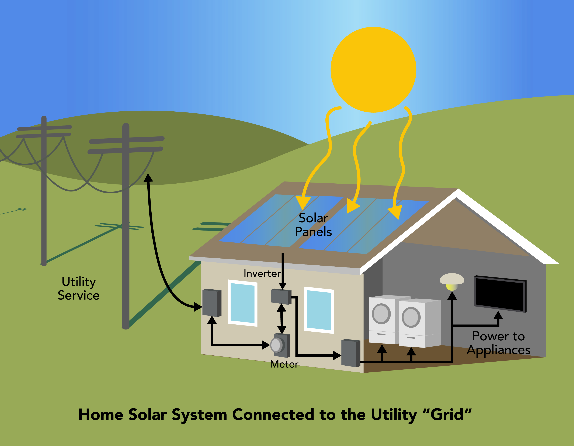 Solar
Panels
Inverter
Utility
Service
Meter
Power to
Appliances
Home Solar System Connected to the Utility “Grid”